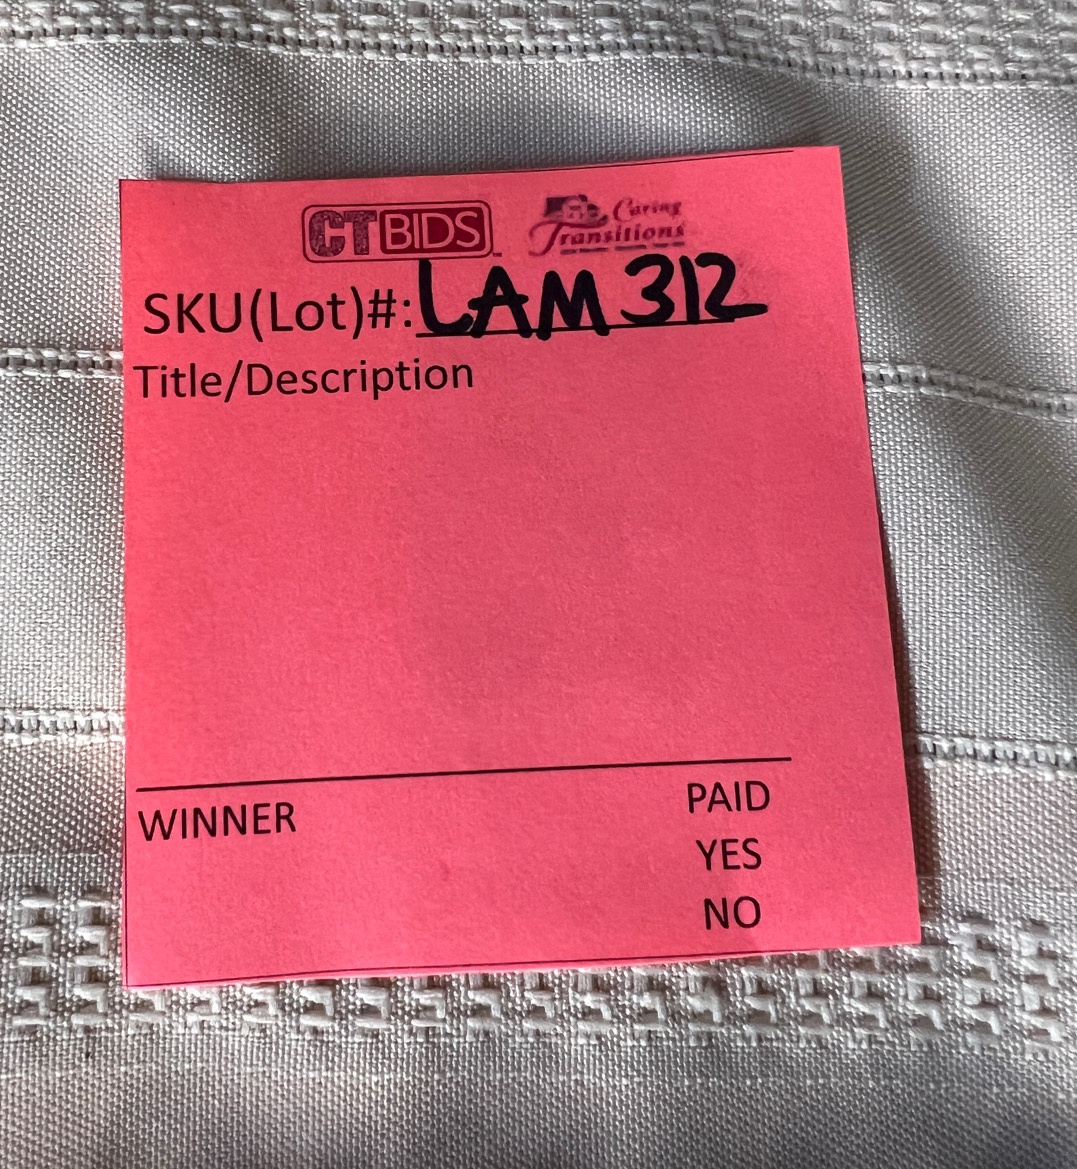 CTBIDS
Caring
Transitions
SKU(Lot)#: LAM 312
Title/Description
WINNER
PAID
YES
NO